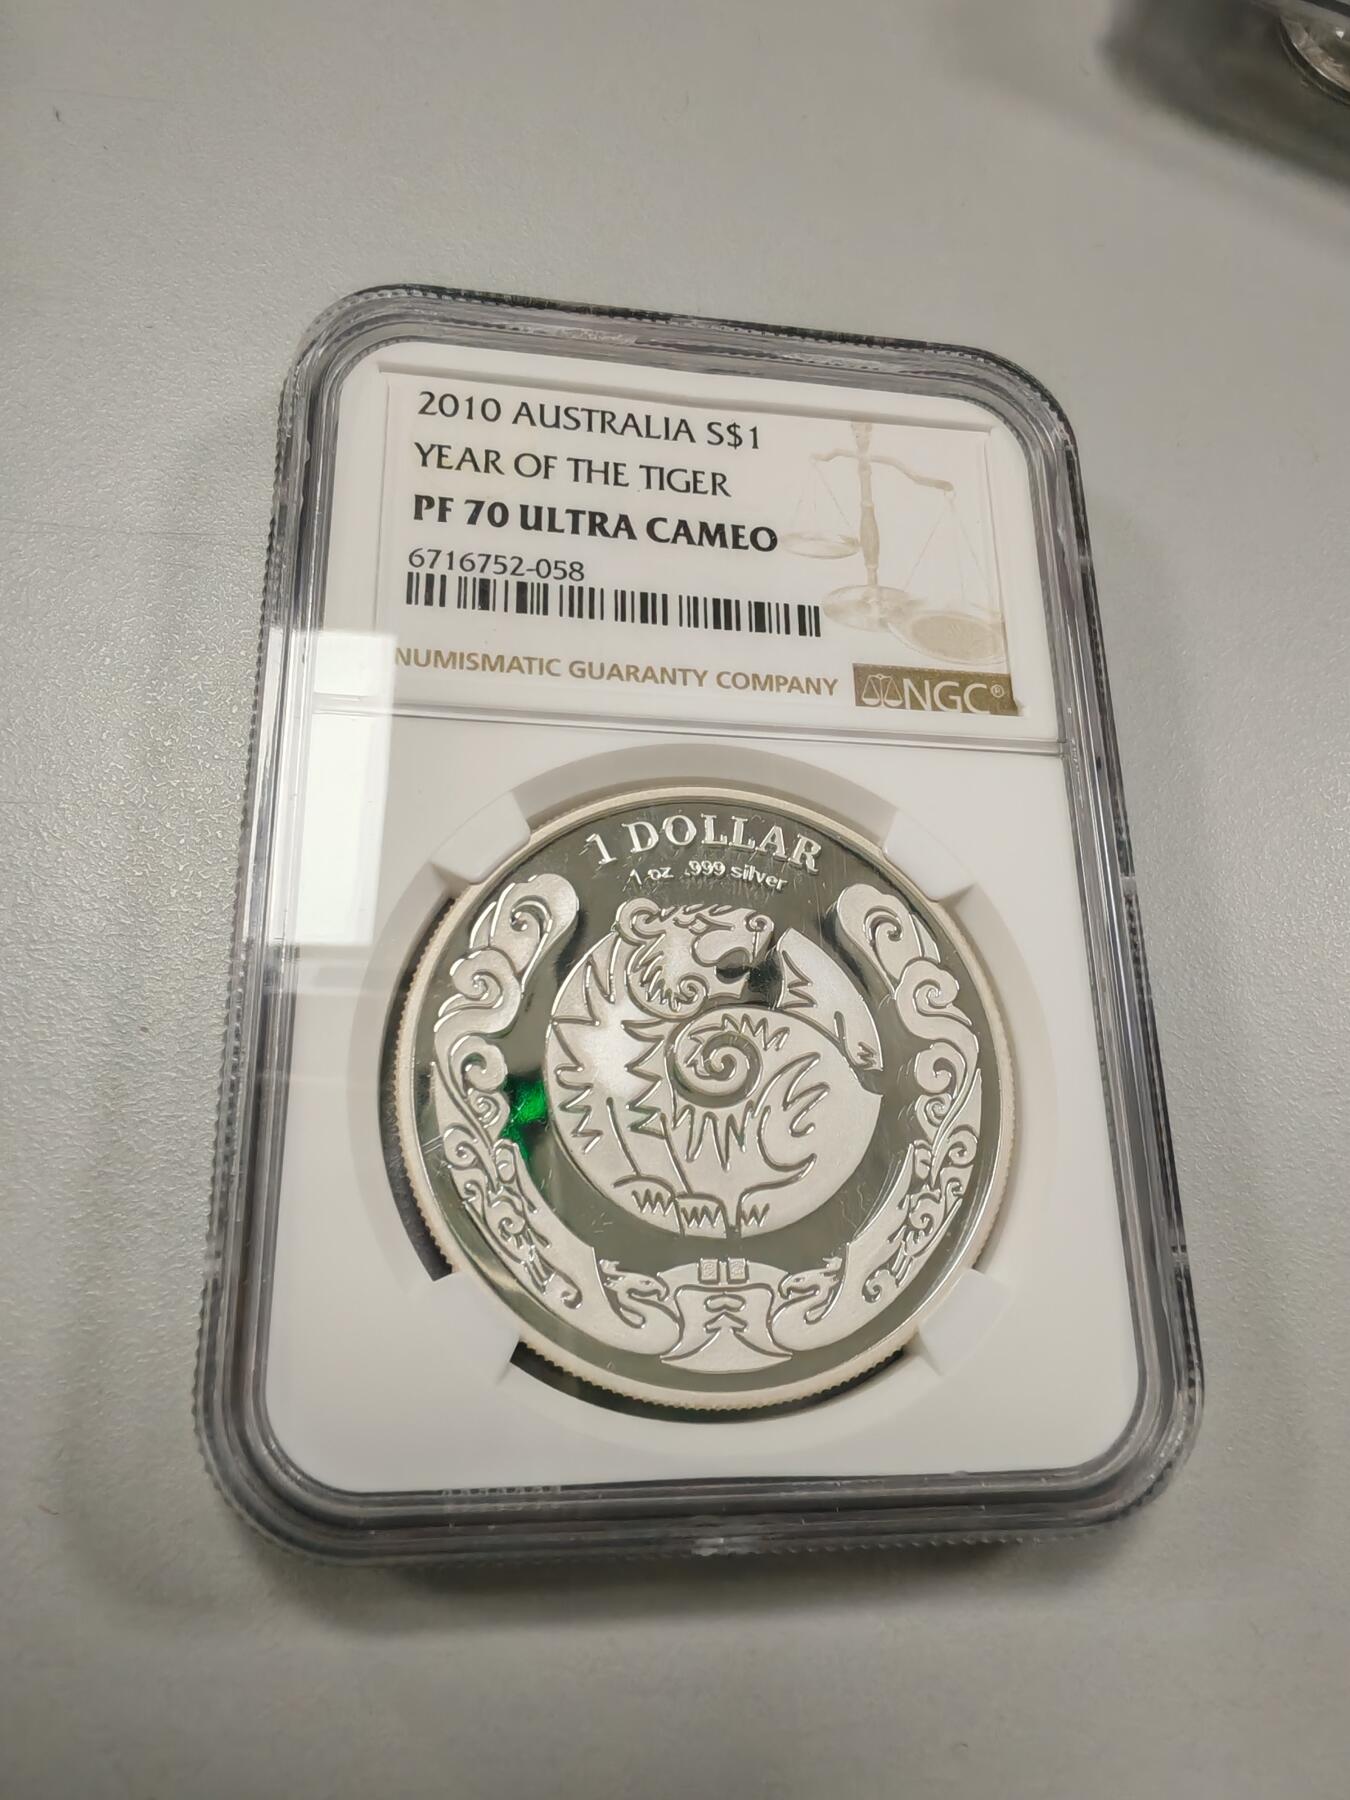 2010 AUSTRALIA S$1
YEAR OF THE TIGER
PF 70 ULTRA CAMEO
6716752-058
NUMISMATIC GUARANTY COMPANY
NGC®
1 DOLLAR
1 oz .999 silver